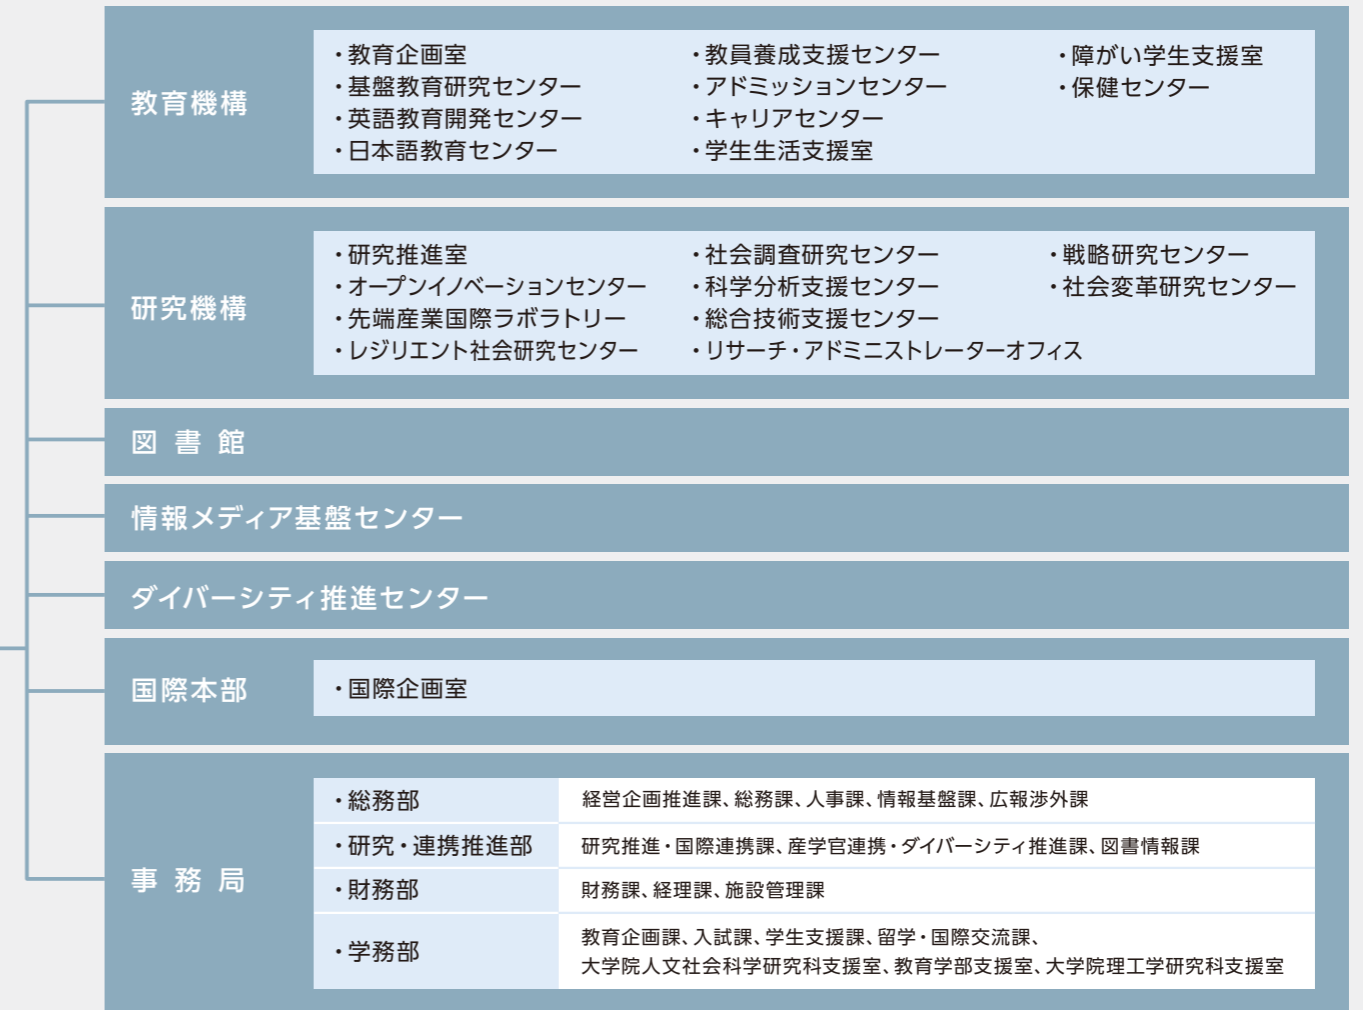 教育機構
・教育企画室
・基盤教育研究センター
・英語教育開発センター
・日本語教育センター
・教員養成支援センター
・アドミッションセンター
・キャリアセンター
・学生生活支援室
・障がい学生支援室
・保健センター
研究機構
・研究推進室
・オープンイノベーションセンター
・先端産業国際ラボラトリー
・レジリエント社会研究センター
・社会調査研究センター
・科学分析支援センター
・総合技術支援センター
・リサーチ・アドミニストレーターオフィス
・戦略研究センター
・社会変革研究センター
図書館
情報メディア基盤センター
ダイバーシティ推進センター
国際本部
・国際企画室
事務局
・総務部
経営企画推進課、総務課、人事課、情報基盤課、広報渉外課
・研究・連携推進部
研究推進・国際連携課、産学官連携・ダイバーシティ推進課、図書情報課
・財務部
財務課、経理課、施設管理課
・学務部
教育企画課、入試課、学生支援課、留学・国際交流課、
大学院人文社会科学研究科支援室、教育学部支援室、大学院理工学研究科支援室